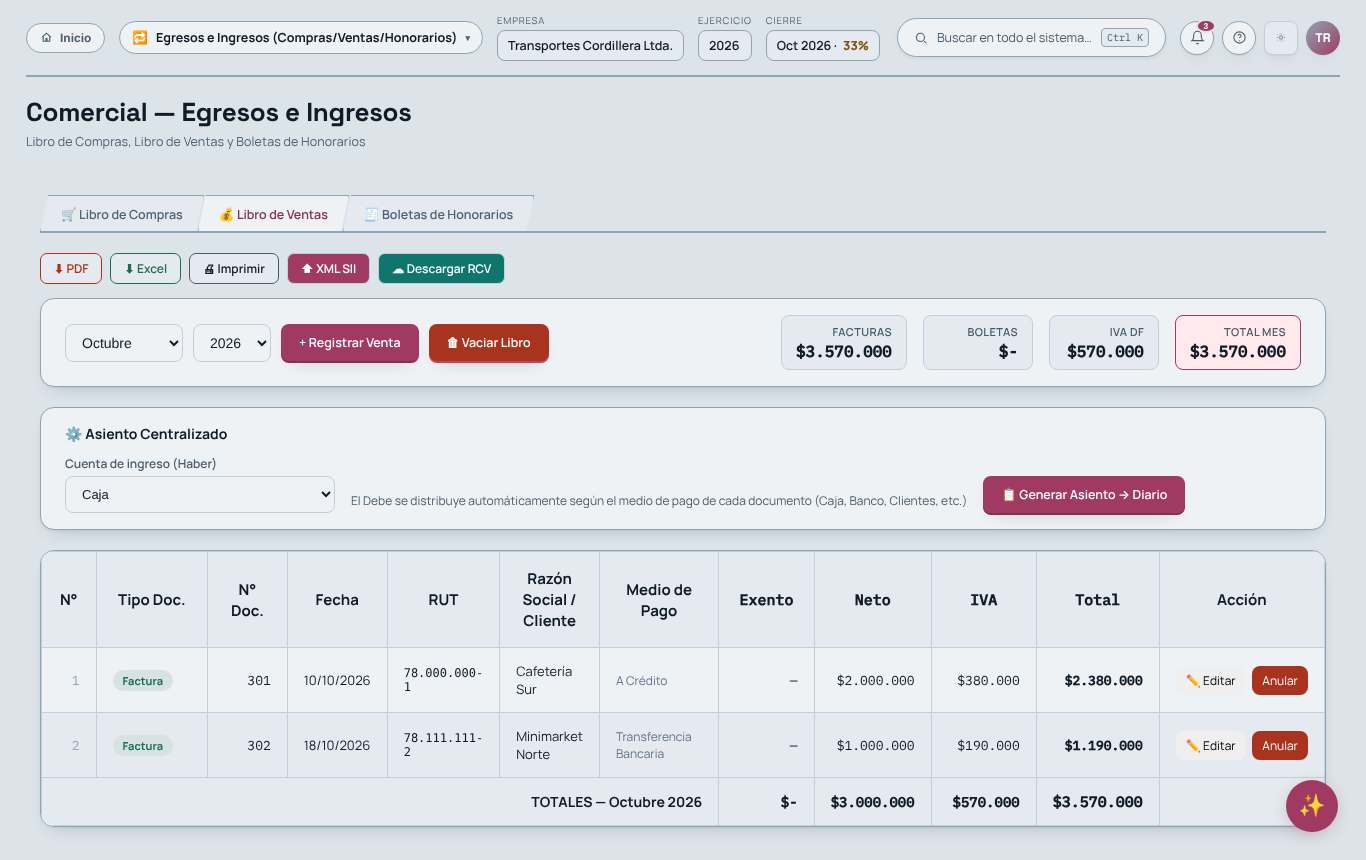 Inicio
Egresos e Ingresos (Compras/Ventas/Honorarios)
EMPRESA
Transportes Cordillera Ltda.
EJERCICIO
2026
CIERRE
Oct 2026 · 33%
Buscar en todo el sistema... Ctrl K
3
TR
Comercial — Egresos e Ingresos
Libro de Compras, Libro de Ventas y Boletas de Honorarios
Libro de Compras
Libro de Ventas
Boletas de Honorarios
PDF
Excel
Imprimir
XML SII
Descargar RCV
Octubre
2026
+ Registrar Venta
Vaciar Libro
FACTURAS
$3.570.000
BOLETAS
$-
IVA DF
$570.000
TOTAL MES
$3.570.000
Asiento Centralizado
Cuenta de ingreso (Haber)
Caja
El Debe se distribuye automáticamente según el medio de pago de cada documento (Caja, Banco, Clientes, etc.)
Generar Asiento → Diario
N° Tipo Doc. N° Doc. Fecha RUT Razón Social / Cliente Medio de Pago Exento Neto IVA Total Acción
1 Factura 301 10/10/2026 78.000.000-1 Cafetería Sur A Crédito — $2.000.000 $380.000 $2.380.000 Editar Anular
2 Factura 302 18/10/2026 78.111.111-2 Minimarket Norte Transferencia Bancaria — $1.000.000 $190.000 $1.190.000 Editar Anular
TOTALES — Octubre 2026 $- $3.000.000 $570.000 $3.570.000